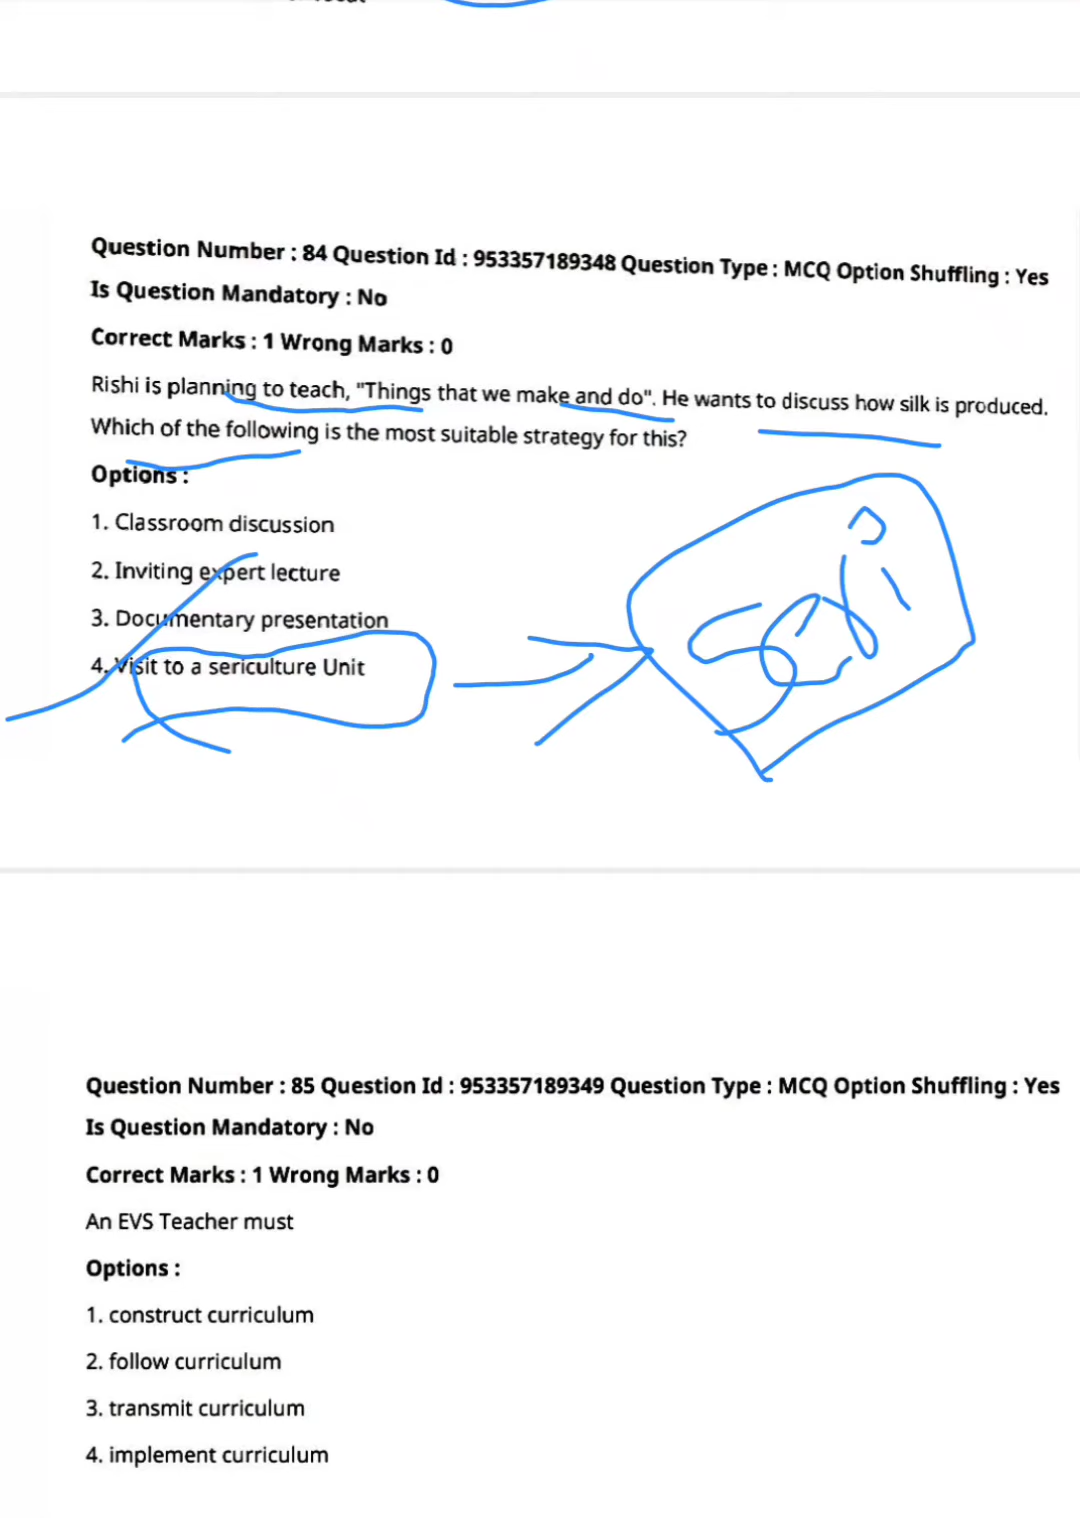 Question Number : 84 Question Id : 953357189348 Question Type : MCQ Option Shuffling : Yes
Is Question Mandatory : No
Correct Marks : 1 Wrong Marks : 0
Rishi is planning to teach, "Things that we make and do". He wants to discuss how silk is produced.
Which of the following is the most suitable strategy for this?
Options :
1. Classroom discussion
2. Inviting expert lecture
3. Documentary presentation
4. Visit to a sericulture Unit
Question Number : 85 Question Id : 953357189349 Question Type : MCQ Option Shuffling : Yes
Is Question Mandatory : No
Correct Marks : 1 Wrong Marks : 0
An EVS Teacher must
Options :
1. construct curriculum
2. follow curriculum
3. transmit curriculum
4. implement curriculum